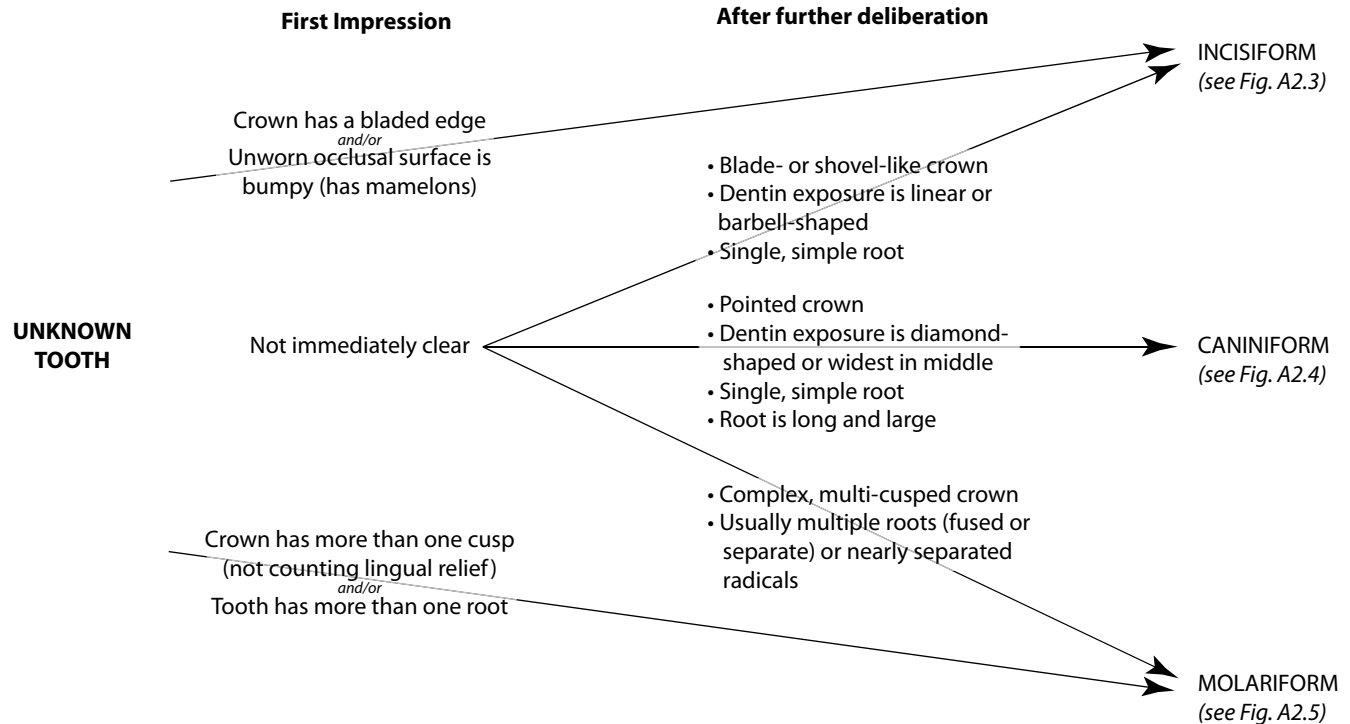 First Impression
After further deliberation
INCISIFORM
(see Fig. A2.3)
Crown has a bladed edge
and/or
Unworn occlusal surface is
bumpy (has mamelons)
• Blade- or shovel-like crown
• Dentin exposure is linear or
barbell-shaped
• Single, simple root
UNKNOWN
TOOTH
Not immediately clear
• Pointed crown
• Dentin exposure is diamond-
shaped or widest in middle
• Single, simple root
• Root is long and large
CANINIFORM
(see Fig. A2.4)
Crown has more than one cusp
(not counting lingual relief)
and/or
Tooth has more than one root
• Complex, multi-cusped crown
• Usually multiple roots (fused or
separate) or nearly separated
radicals
MOLARIFORM
(see Fig. A2.5)